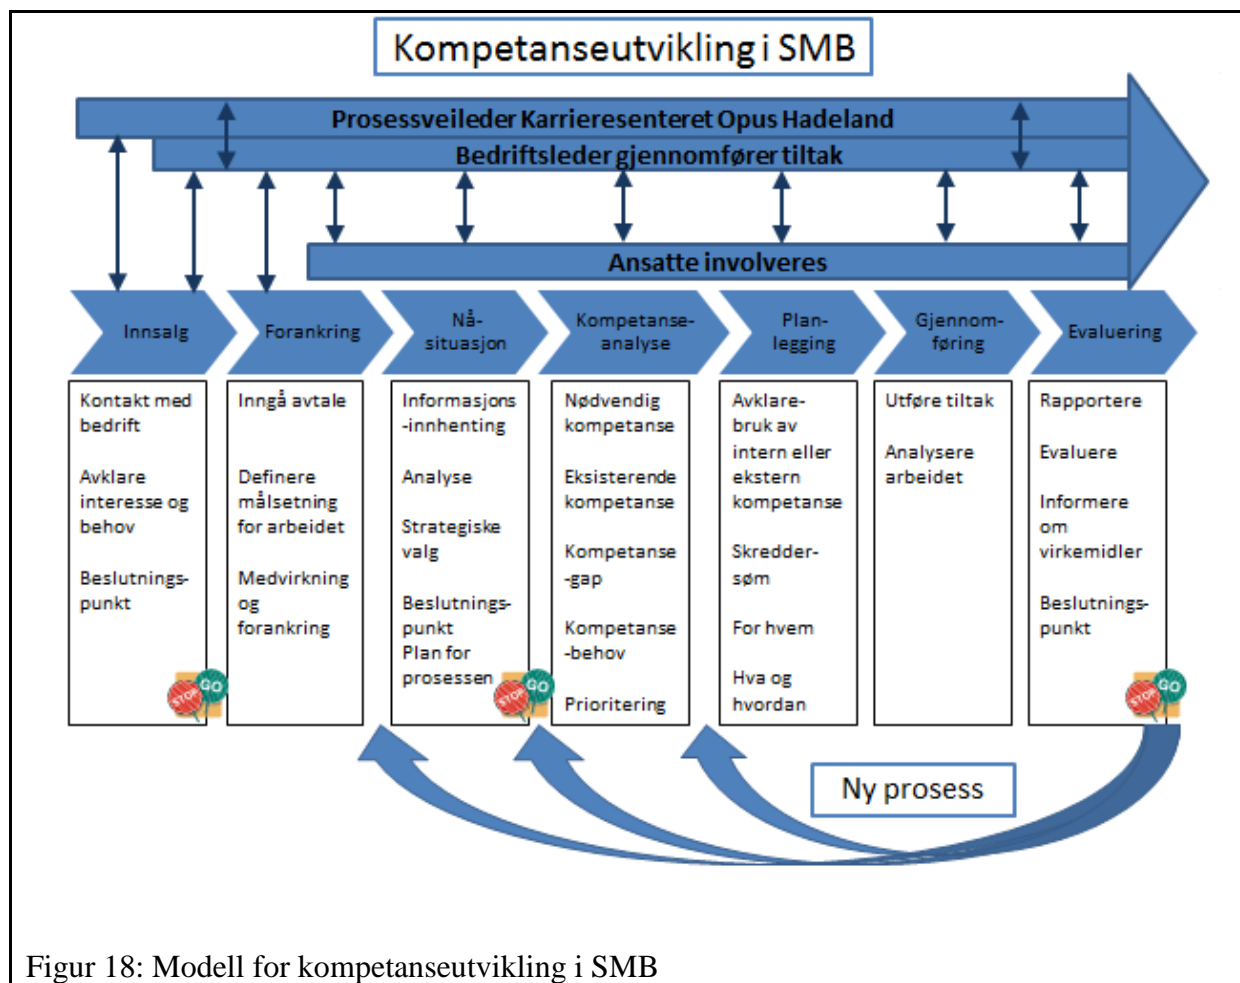 Kompetanseutvikling i SMB
Prosessveileder Karrieresenteret Opus Hadeland
Bedriftsleder gjennomfører tiltak
Ansatte involveres
Innsalg
Forankring
Nå-
situasjon
Kompetanse-
analyse
Plan-
legging
Gjennom-
føring
Evaluering
Kontakt med
bedrift
Avklare
interesse og
behov
Beslutnings-
punkt
STOP
GO
Inngå avtale
Definere
målsetning
for arbeidet
Medvirkning
og
forankring
Informasjons
-innhenting
Analyse
Strategiske
valg
Beslutnings-
punkt
Plan for
prosessen
STOP
GO
Nødvendig
kompetanse
Eksisterende
kompetanse
Kompetanse
-gap
Kompetanse
-behov
Prioritering
Avklare-
bruk av
intern eller
ekstern
kompetanse
Skredder-
søm
For hvem
Hva og
hvordan
Utføre tiltak
Analysere
arbeidet
Rapportere
Evaluere
Informere
om
virkemidler
Beslutnings-
punkt
STOP
GO
Ny prosess
Figur 18: Modell for kompetanseutvikling i SMB